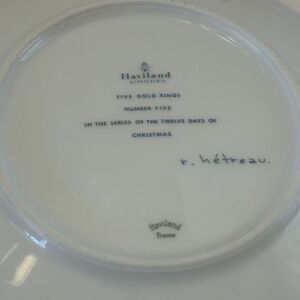 Haviland
LIMOGES
FIVE GOLD RINGS
NUMBER FIVE
IN THE SERIES OF THE TWELVE DAYS OF
CHRISTMAS
r. hétreau.
Haviland
France